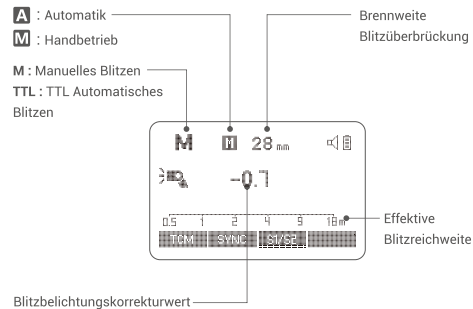 A : Automatik
M : Handbetrieb
M : Manuelles Blitzen
TTL : TTL Automatisches
Blitzen
Brennweite
Blitzüberbrückung
M M 28 mm
-0.7
0.5 1 2 4 9 18 m
TCM SYNC S1/S2
Effektive
Blitzreichweite
Blitzbelichtungskorrekturwert